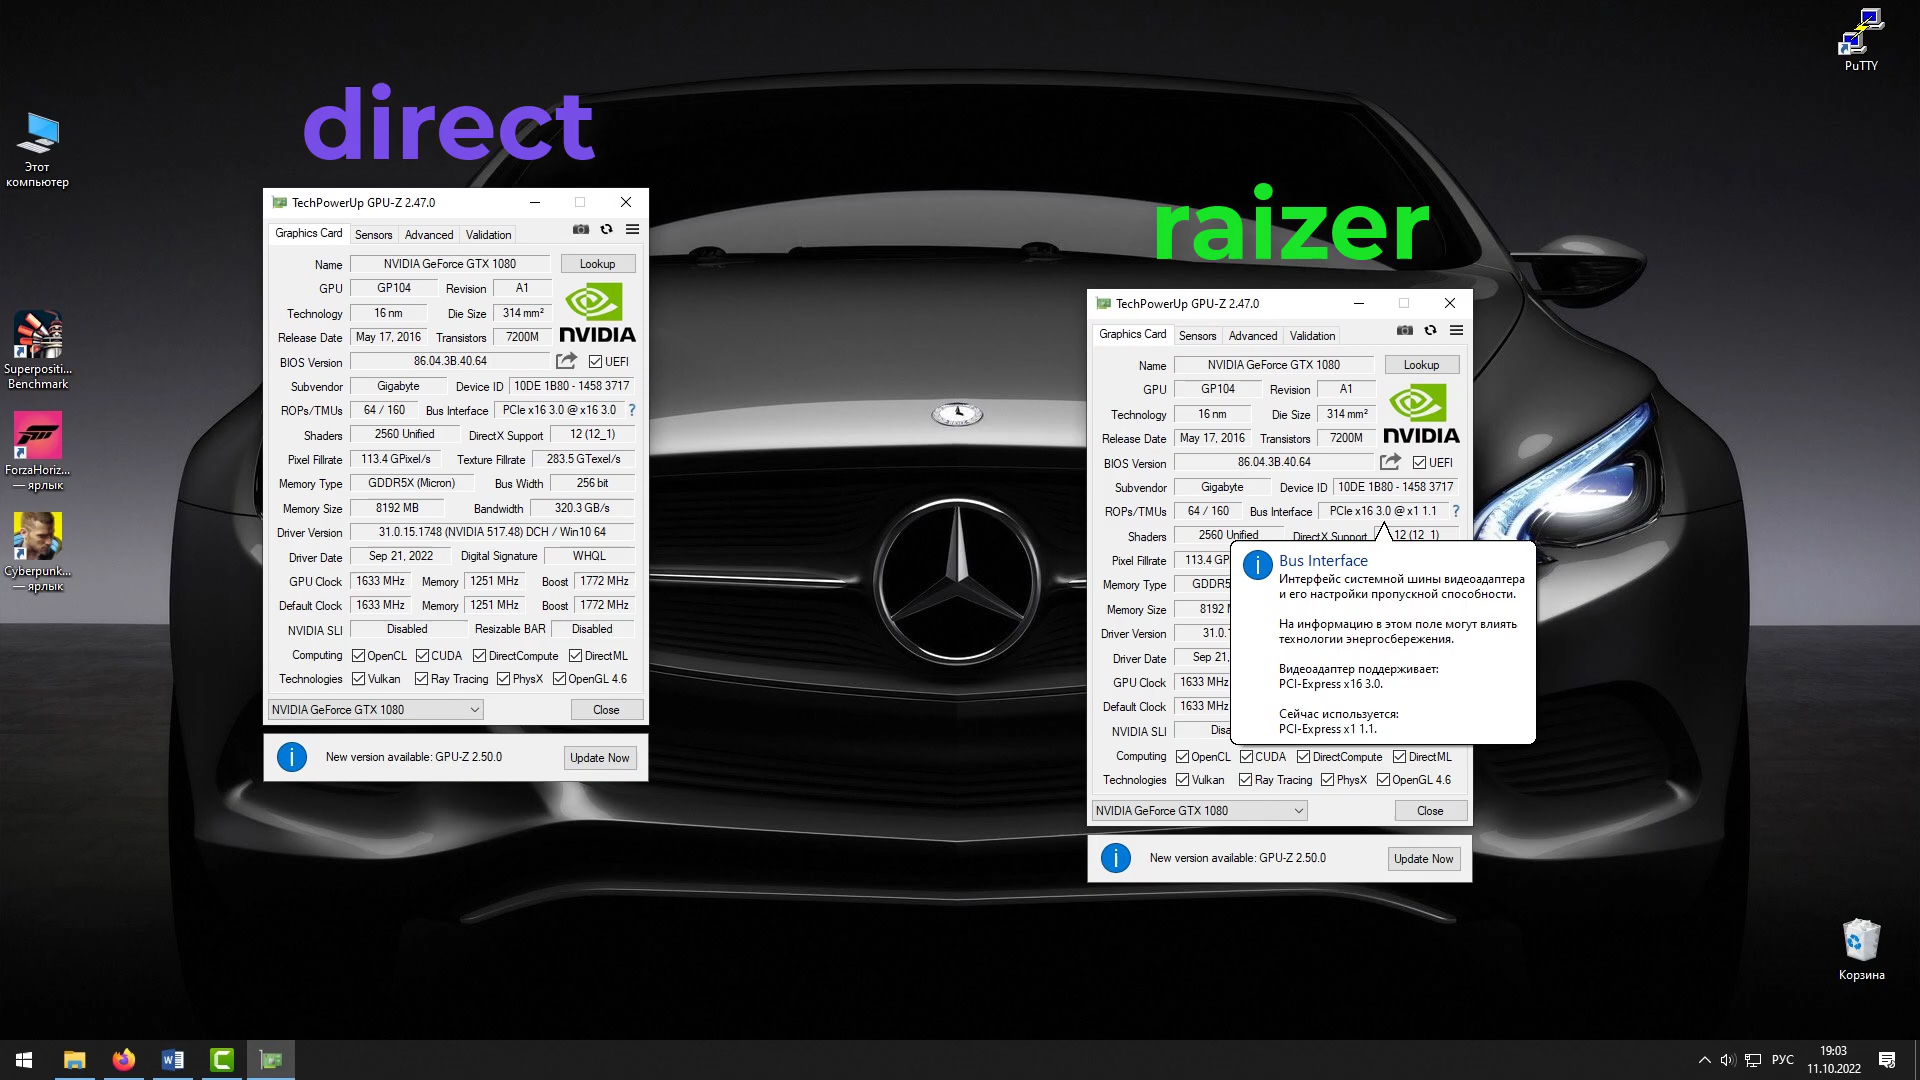 direct
raizer
PuTTY
Этот
компьютер
Superpositi...
Benchmark
ForzaHoriz...
— ярлык
Cyberpunk...
— ярлык
Корзина
TechPowerUp GPU-Z 2.47.0
Graphics Card Sensors Advanced Validation
Name NVIDIA GeForce GTX 1080 Lookup
GPU GP104 Revision A1
Technology 16 nm Die Size 314 mm²
Release Date May 17, 2016 Transistors 7200M
NVIDIA
BIOS Version 86.04.3B.40.64 UEFI
Subvendor Gigabyte Device ID 10DE 1B80 - 1458 3717
ROPs/TMUs 64 / 160 Bus Interface PCIe x16 3.0 @ x16 3.0 ?
Shaders 2560 Unified DirectX Support 12 (12_1)
Pixel Fillrate 113.4 GPixel/s Texture Fillrate 283.5 GTexel/s
Memory Type GDDR5X (Micron) Bus Width 256 bit
Memory Size 8192 MB Bandwidth 320.3 GB/s
Driver Version 31.0.15.1748 (NVIDIA 517.48) DCH / Win10 64
Driver Date Sep 21, 2022 Digital Signature WHQL
GPU Clock 1633 MHz Memory 1251 MHz Boost 1772 MHz
Default Clock 1633 MHz Memory 1251 MHz Boost 1772 MHz
NVIDIA SLI Disabled Resizable BAR Disabled
Computing OpenCL CUDA DirectCompute DirectML
Technologies Vulkan Ray Tracing PhysX OpenGL 4.6
NVIDIA GeForce GTX 1080 Close
New version available: GPU-Z 2.50.0 Update Now
TechPowerUp GPU-Z 2.47.0
Graphics Card Sensors Advanced Validation
Name NVIDIA GeForce GTX 1080 Lookup
GPU GP104 Revision A1
Technology 16 nm Die Size 314 mm²
Release Date May 17, 2016 Transistors 7200M
NVIDIA
BIOS Version 86.04.3B.40.64 UEFI
Subvendor Gigabyte Device ID 10DE 1B80 - 1458 3717
ROPs/TMUs 64 / 160 Bus Interface PCIe x16 3.0 @ x1 1.1 ?
Shaders 2560 Unified DirectX Support 12 (12_1)
Pixel Fillrate 113.4 GP
Memory Type GDDR5
Memory Size 8192
Driver Version 31.0.
Driver Date Sep 21,
GPU Clock 1633 MHz
Default Clock 1633 MHz
NVIDIA SLI Disa
Bus Interface
Интерфейс системной шины видеоадаптера
и его настройки пропускной способности.
На информацию в этом поле могут влиять
технологии энергосбережения.
Видеоадаптер поддерживает:
PCI-Express x16 3.0.
Сейчас используется:
PCI-Express x1 1.1.
Computing OpenCL CUDA DirectCompute DirectML
Technologies Vulkan Ray Tracing PhysX OpenGL 4.6
NVIDIA GeForce GTX 1080 Close
New version available: GPU-Z 2.50.0 Update Now
РУС
19:03
11.10.2022